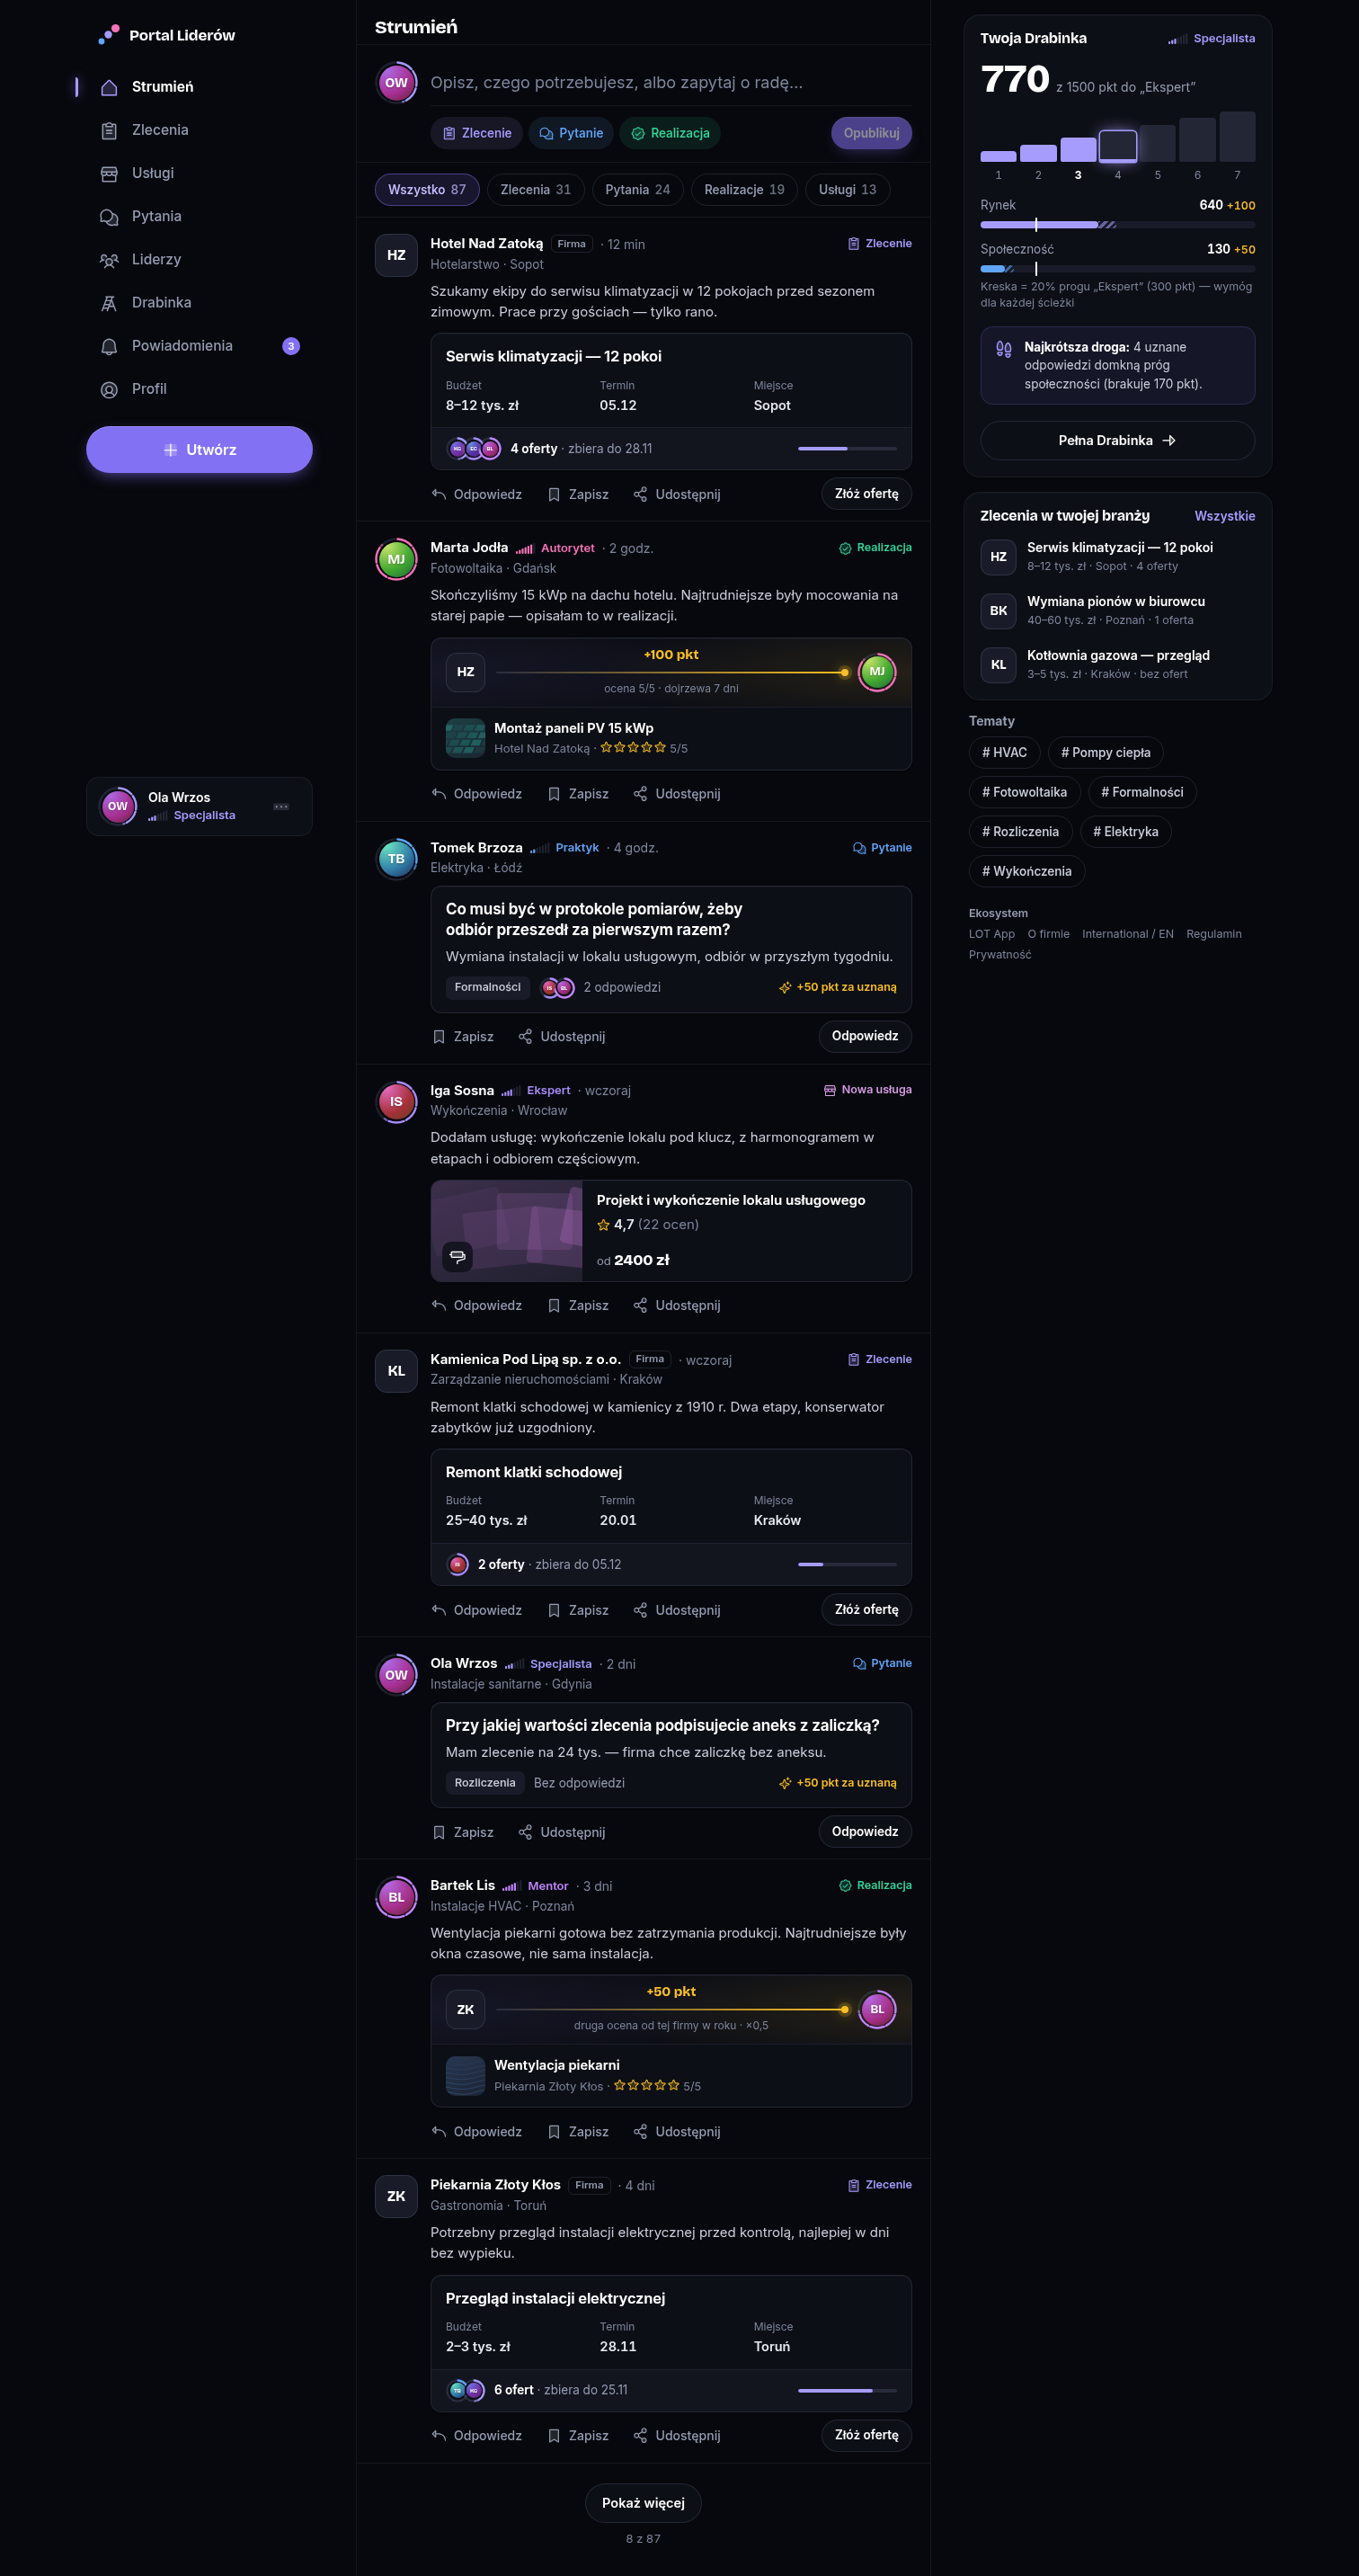 Portal Liderów
Strumień
Zlecenia
Usługi
Pytania
Liderzy
Drabinka
Powiadomienia 3
Profil
Utwórz
OW
Ola Wrzos
Specjalista
Strumień
OW
Opisz, czego potrzebujesz, albo zapytaj o radę...
Zlecenie Pytanie Realizacja Opublikuj
Wszystko 87 Zlecenia 31 Pytania 24 Realizacje 19 Usługi 13
HZ
Hotel Nad Zatoką Firma · 12 min Zlecenie
Hotelarstwo · Sopot
Szukamy ekipy do serwisu klimatyzacji w 12 pokojach przed sezonem
zimowym. Prace przy gościach — tylko rano.
Serwis klimatyzacji — 12 pokoi
Budżet Termin Miejsce
8–12 tys. zł 05.12 Sopot
4 oferty · zbiera do 28.11
Odpowiedz Zapisz Udostępnij Złóż ofertę
MJ
Marta Jodła Autorytet · 2 godz. Realizacja
Fotowoltaika · Gdańsk
Skończyliśmy 15 kWp na dachu hotelu. Najtrudniejsze były mocowania na
starej papie — opisałam to w realizacji.
+100 pkt
HZ MJ
ocena 5/5 · dojrzewa 7 dni
Montaż paneli PV 15 kWp
Hotel Nad Zatoką · 5/5
Odpowiedz Zapisz Udostępnij
TB
Tomek Brzoza Praktyk · 4 godz. Pytanie
Elektryka · Łódź
Co musi być w protokole pomiarów, żeby
odbiór przeszedł za pierwszym razem?
Wymiana instalacji w lokalu usługowym, odbiór w przyszłym tygodniu.
Formalności IS BL 2 odpowiedzi +50 pkt za uznaną
Zapisz Udostępnij Odpowiedz
IS
Iga Sosna Ekspert · wczoraj Nowa usługa
Wykończenia · Wrocław
Dodałam usługę: wykończenie lokalu pod klucz, z harmonogramem w
etapach i odbiorem częściowym.
Projekt i wykończenie lokalu usługowego
4,7 (22 ocen)
od 2400 zł
Odpowiedz Zapisz Udostępnij
KL
Kamienica Pod Lipą sp. z o.o. Firma · wczoraj Zlecenie
Zarządzanie nieruchomościami · Kraków
Remont klatki schodowej w kamienicy z 1910 r. Dwa etapy, konserwator
zabytków już uzgodniony.
Remont klatki schodowej
Budżet Termin Miejsce
25–40 tys. zł 20.01 Kraków
IS 2 oferty · zbiera do 05.12
Odpowiedz Zapisz Udostępnij Złóż ofertę
OW
Ola Wrzos Specjalista · 2 dni Pytanie
Instalacje sanitarne · Gdynia
Przy jakiej wartości zlecenia podpisujecie aneks z zaliczką?
Mam zlecenie na 24 tys. — firma chce zaliczkę bez aneksu.
Rozliczenia Bez odpowiedzi +50 pkt za uznaną
Zapisz Udostępnij Odpowiedz
BL
Bartek Lis Mentor · 3 dni Realizacja
Instalacje HVAC · Poznań
Wentylacja piekarni gotowa bez zatrzymania produkcji. Najtrudniejsze były
okna czasowe, nie sama instalacja.
+50 pkt
ZK BL
druga ocena od tej firmy w roku · ×0,5
Wentylacja piekarni
Piekarnia Złoty Kłos · 5/5
Odpowiedz Zapisz Udostępnij
ZK
Piekarnia Złoty Kłos Firma · 4 dni Zlecenie
Gastronomia · Toruń
Potrzebny przegląd instalacji elektrycznej przed kontrolą, najlepiej w dni
bez wypieku.
Przegląd instalacji elektrycznej
Budżet Termin Miejsce
2–3 tys. zł 28.11 Toruń
TB 6 ofert · zbiera do 25.11
Odpowiedz Zapisz Udostępnij Złóż ofertę
Pokaż więcej
8 z 87
Twoja Drabinka Specjalista
770 z 1500 pkt do „Ekspert”
1 2 3 4 5 6 7
Rynek 640 +100
Społeczność 130 +50
Kreska = 20% progu „Ekspert” (300 pkt) — wymóg
dla każdej ścieżki
Najkrótsza droga: 4 uznane
odpowiedzi domkną próg
społeczności (brakuje 170 pkt).
Pełna Drabinka
Zlecenia w twojej branży Wszystkie
HZ
Serwis klimatyzacji — 12 pokoi
8–12 tys. zł · Sopot · 4 oferty
BK
Wymiana pionów w biurowcu
40–60 tys. zł · Poznań · 1 oferta
KL
Kotłownia gazowa — przegląd
3–5 tys. zł · Kraków · bez ofert
Tematy
# HVAC # Pompy ciepła
# Fotowoltaika # Formalności
# Rozliczenia # Elektryka
# Wykończenia
Ekosystem
LOT App O firmie International / EN Regulamin
Prywatność